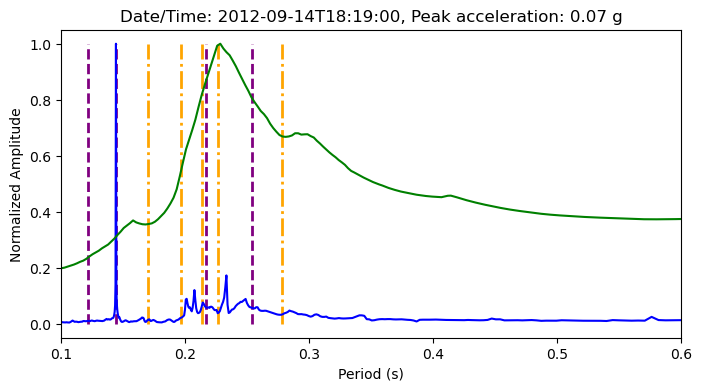 Date/Time: 2012-09-14T18:19:00, Peak acceleration: 0.07 g
1.0
0.8
0.6
0.4
0.2
0.0
Normalized Amplitude
0.1 0.2 0.3 0.4 0.5 0.6
Period (s)